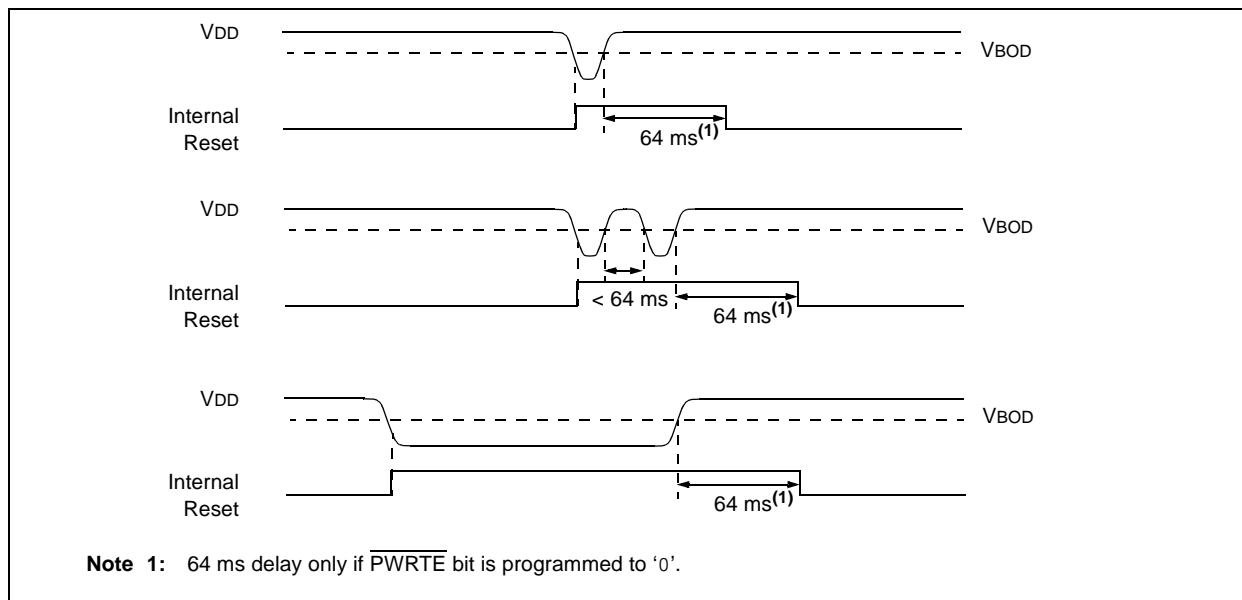 VDD
VBOD
Internal
Reset
64 ms(1)
VDD
VBOD
Internal
Reset
< 64 ms
64 ms(1)
VDD
VBOD
Internal
Reset
64 ms(1)
Note 1: 64 ms delay only if PWRTE bit is programmed to ‘0’.